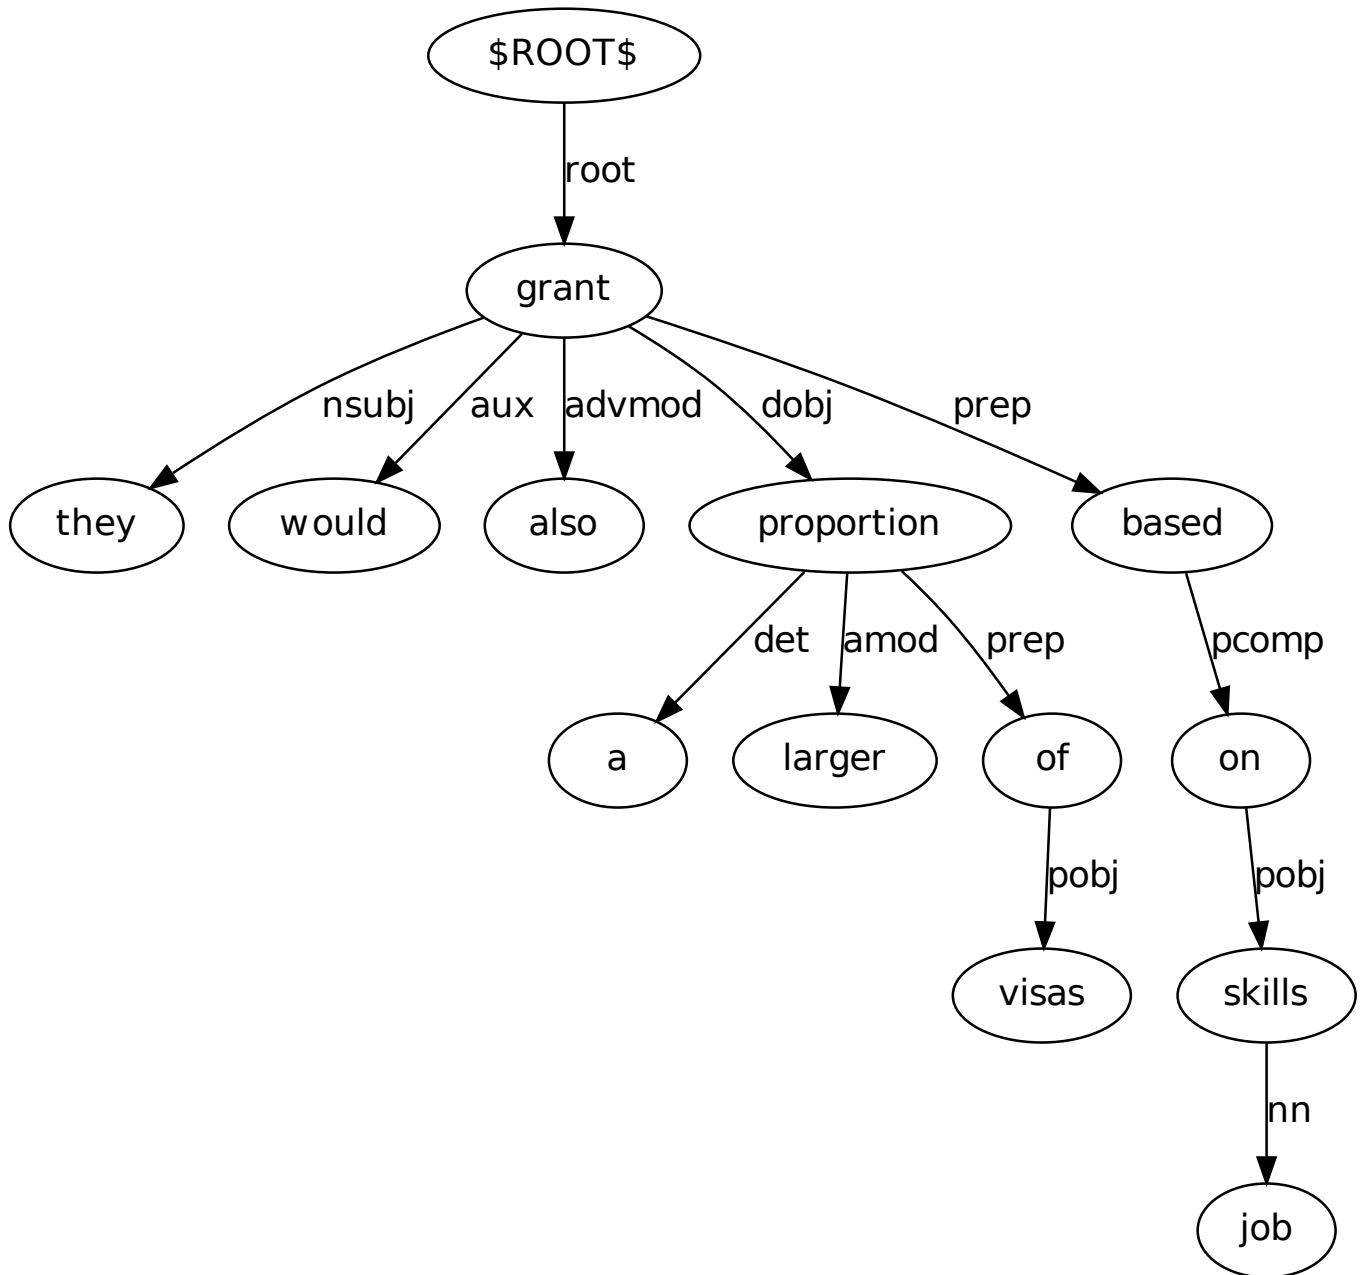 $ROOT$
root
grant
nsubj aux advmod dobj prep
they would also proportion based
det amod prep pcomp
a larger of on
pobj pobj
visas skills
nn
job